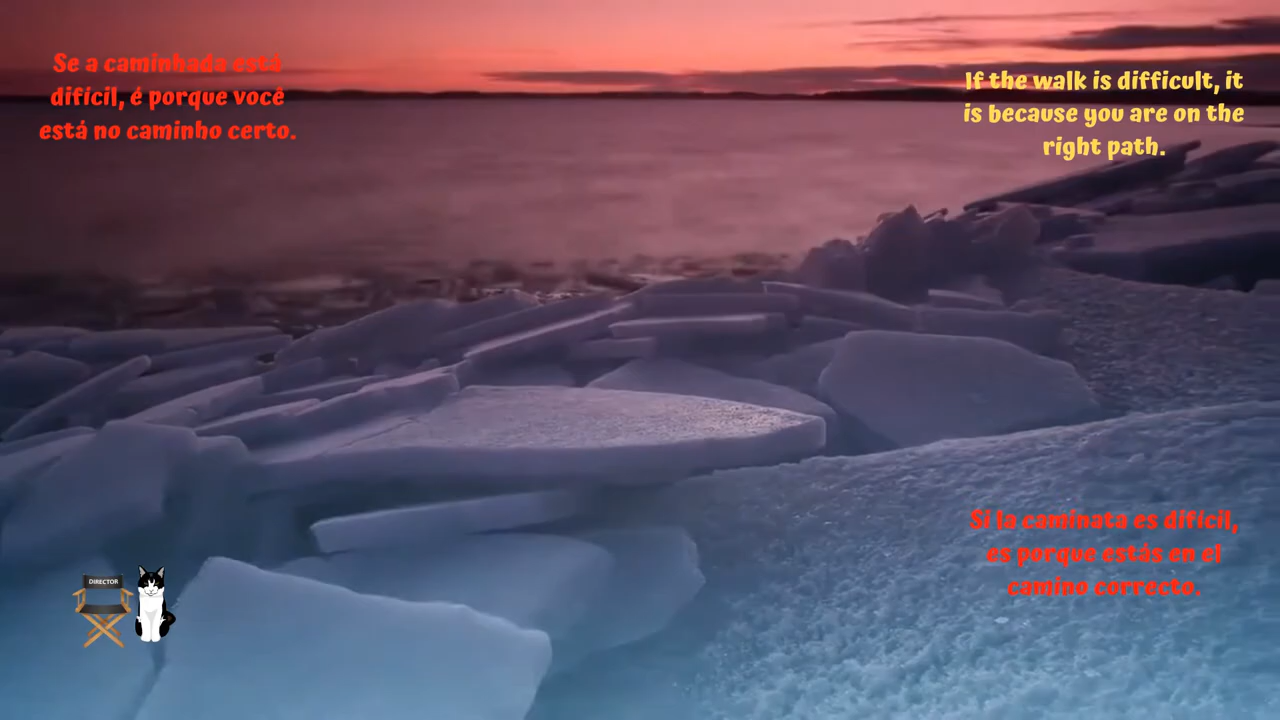 Se a caminhada está
difícil, é porque você
está no caminho certo.
If the walk is difficult, it
is because you are on the
right path.
Si la caminata es difícil,
es porque estás en el
camino correcto.
DIRECTOR